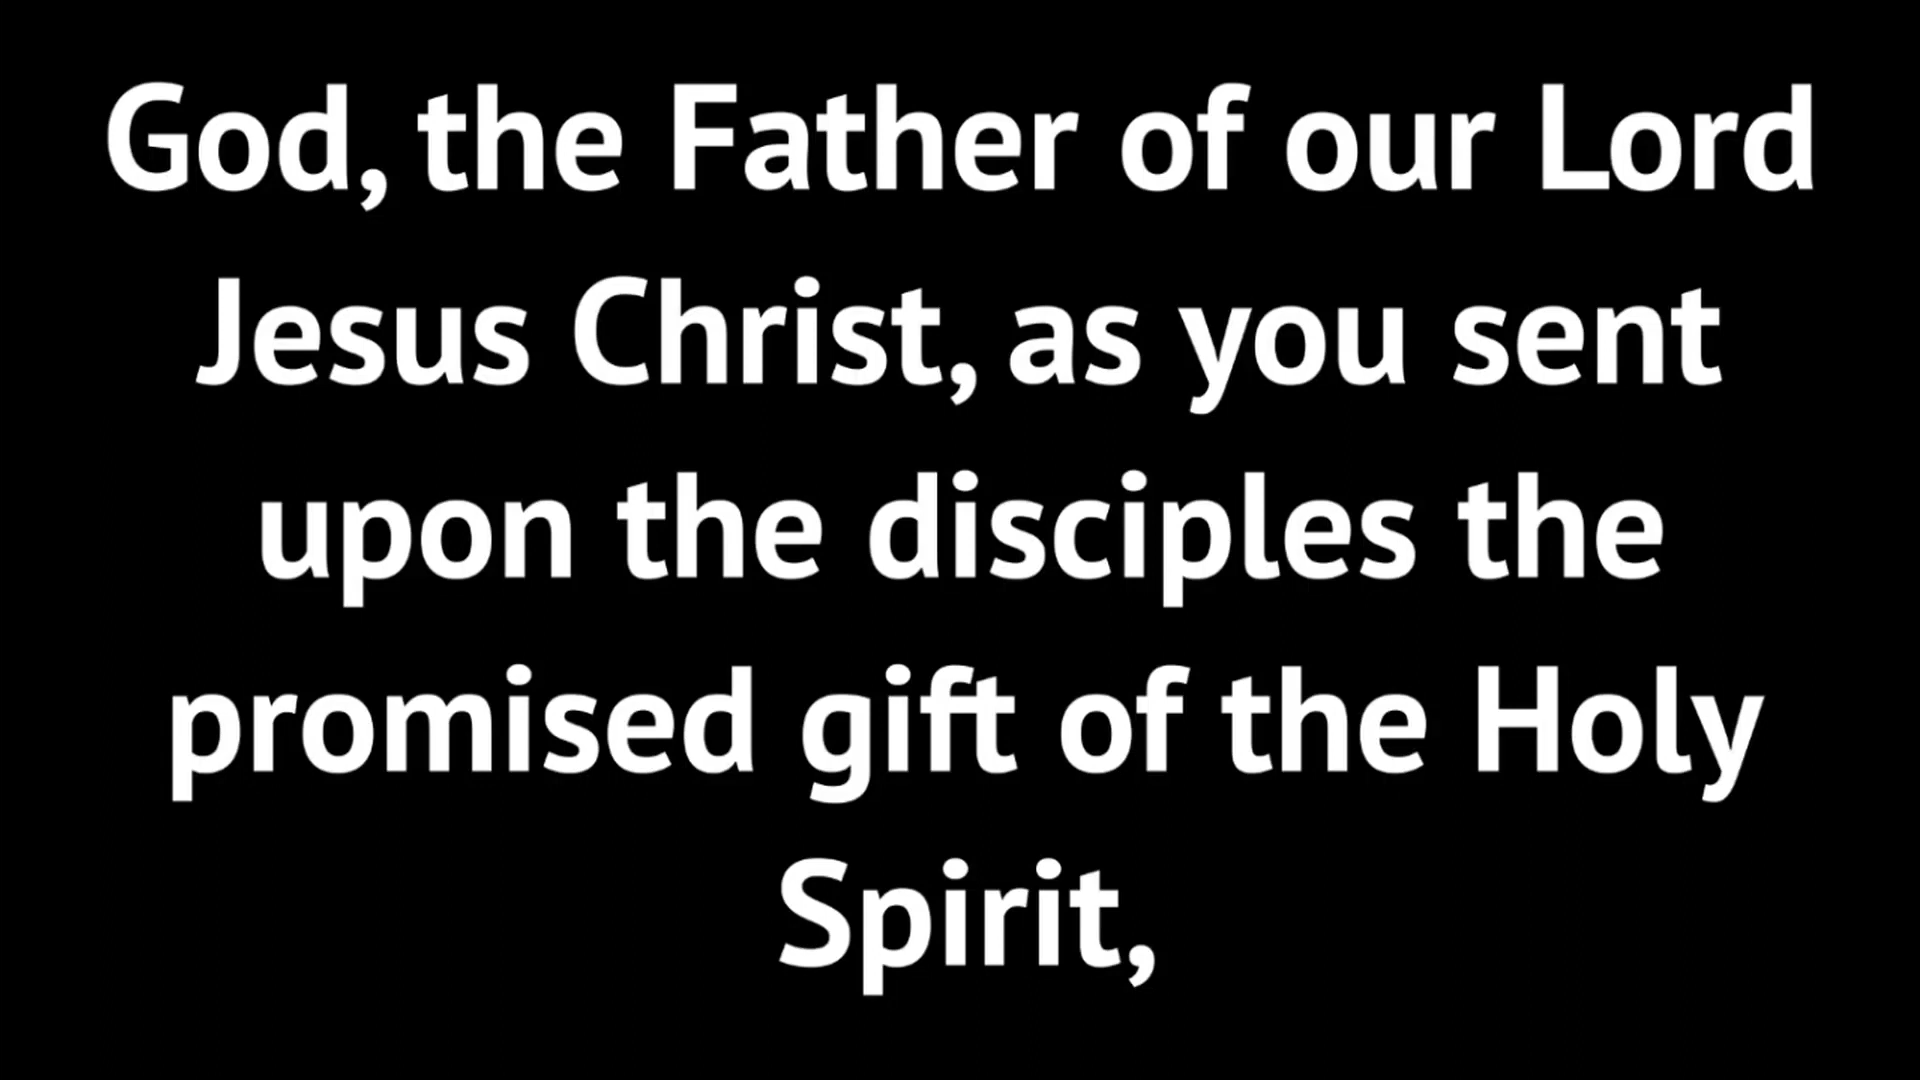 God, the Father of our Lord
Jesus Christ, as you sent
upon the disciples the
promised gift of the Holy
Spirit,